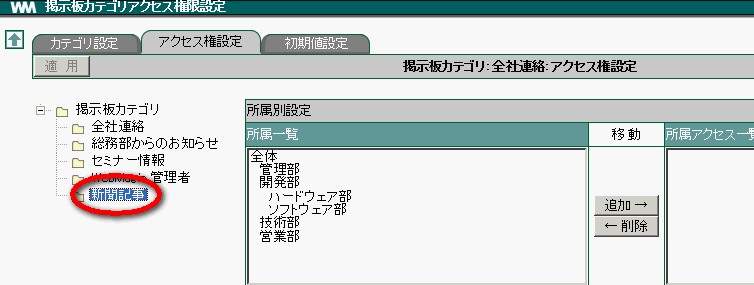 WM 掲示板カテゴリアクセス権限設定
カテゴリ設定 アクセス権設定 初期値設定
適用 掲示板カテゴリ:全社連絡:アクセス権設定
掲示板カテゴリ
全社連絡
総務部からのお知らせ
セミナー情報
管理者
新聞記事
所属別設定
所属一覧 移動 所属アクセス一覧
全体
管理部
開発部
ハードウェア部
ソフトウェア部
技術部
営業部
追加→
←削除